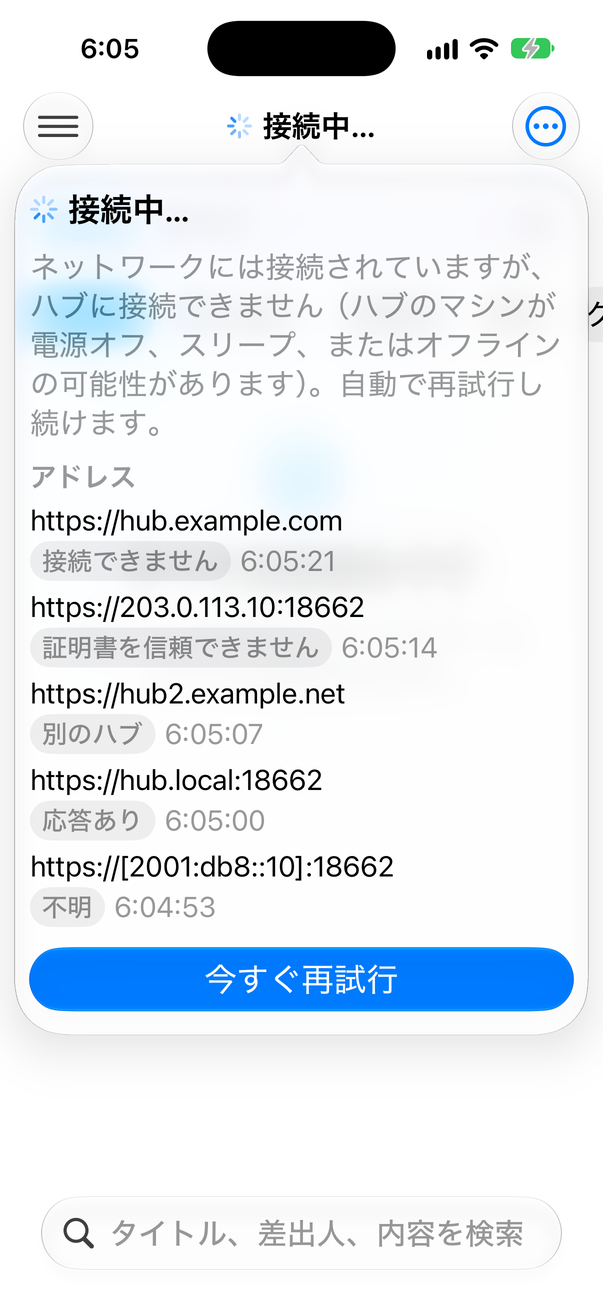 6:05
接続中...
接続中...
ネットワークには接続されていますが、
ハブに接続できません（ハブのマシンが
電源オフ、スリープ、またはオフライン
の可能性があります）。自動で再試行し
続けます。
アドレス
https://hub.example.com
接続できません 6:05:21
https://203.0.113.10:18662
証明書を信頼できません 6:05:14
https://hub2.example.net
別のハブ 6:05:07
https://hub.local:18662
応答あり 6:05:00
https://[2001:db8::10]:18662
不明 6:04:53
今すぐ再試行
タイトル、差出人、内容を検索